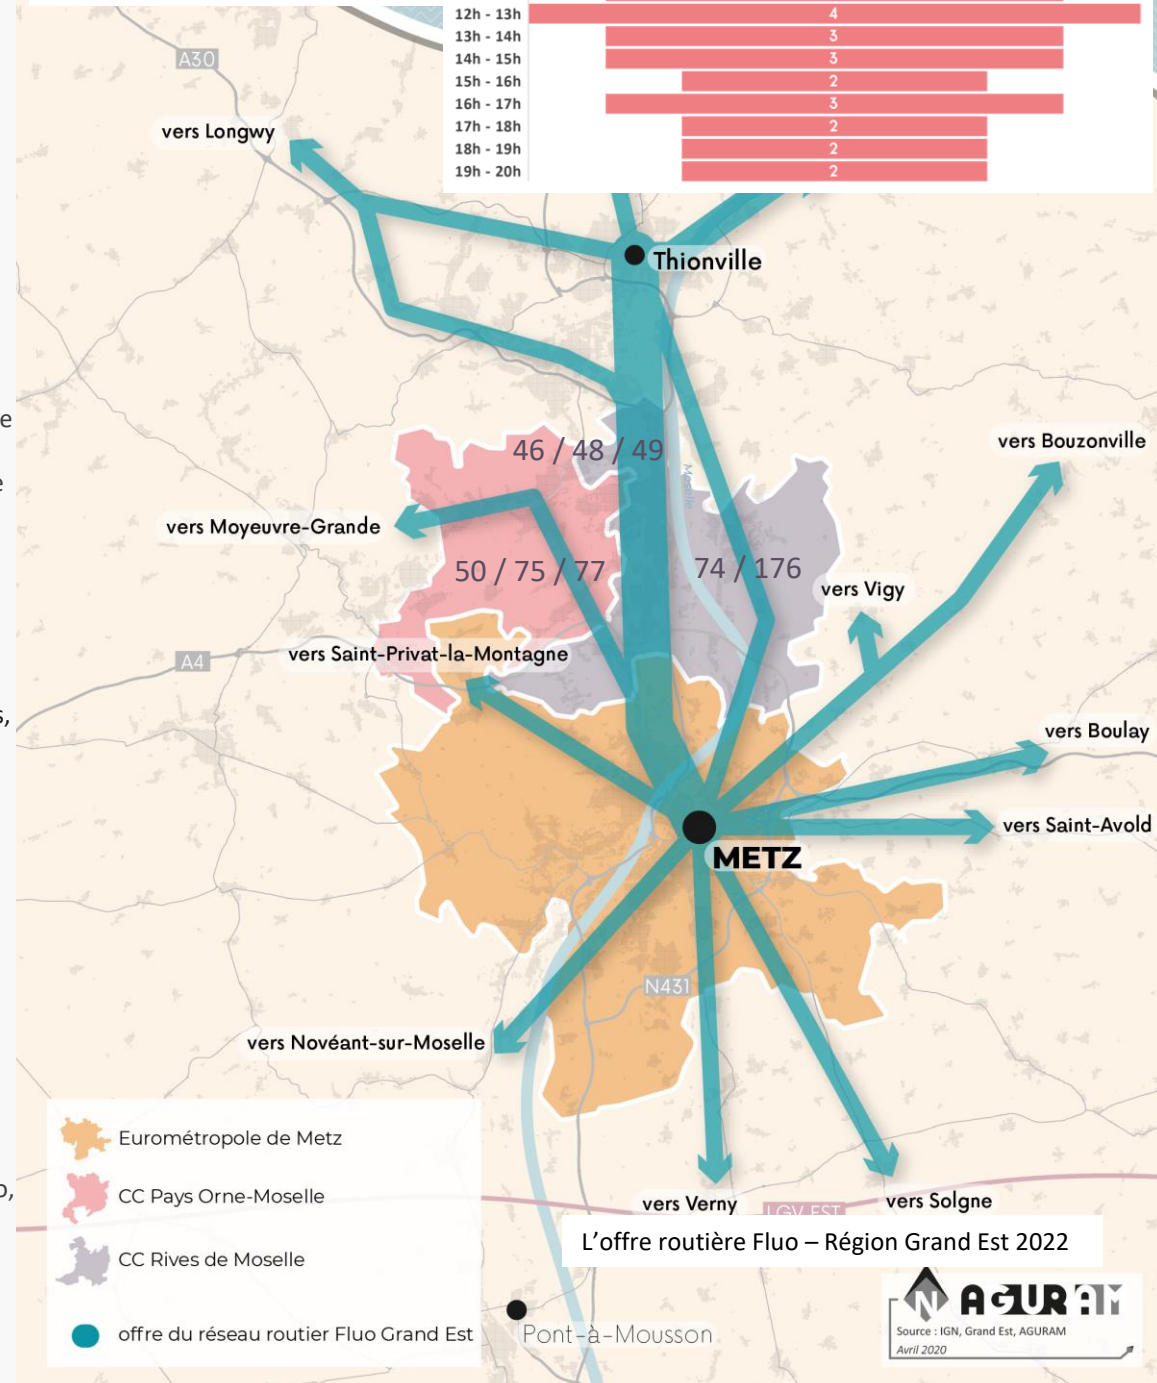 12h - 13h 4
13h - 14h 3
14h - 15h 3
15h - 16h 2
16h - 17h 3
17h - 18h 2
18h - 19h 2
19h - 20h 2
A30
vers Longwy
Thionville
46 / 48 / 49
Moselle
vers Bouzonville
vers Moyeuvre-Grande
50 / 75 / 77
74 / 176
vers Vigy
A4
vers Saint-Privat-la-Montagne
vers Boulay
vers Saint-Avold
METZ
N431
vers Novéant-sur-Moselle
Eurométropole de Metz
CC Pays Orne-Moselle
CC Rives de Moselle
offre du réseau routier Fluo Grand Est
vers Verny
LGV EST
vers Solgne
L'offre routière Fluo – Région Grand Est 2022
Pont-à-Mousson
N AGURAM
Source : IGN, Grand Est, AGURAM
Avril 2020